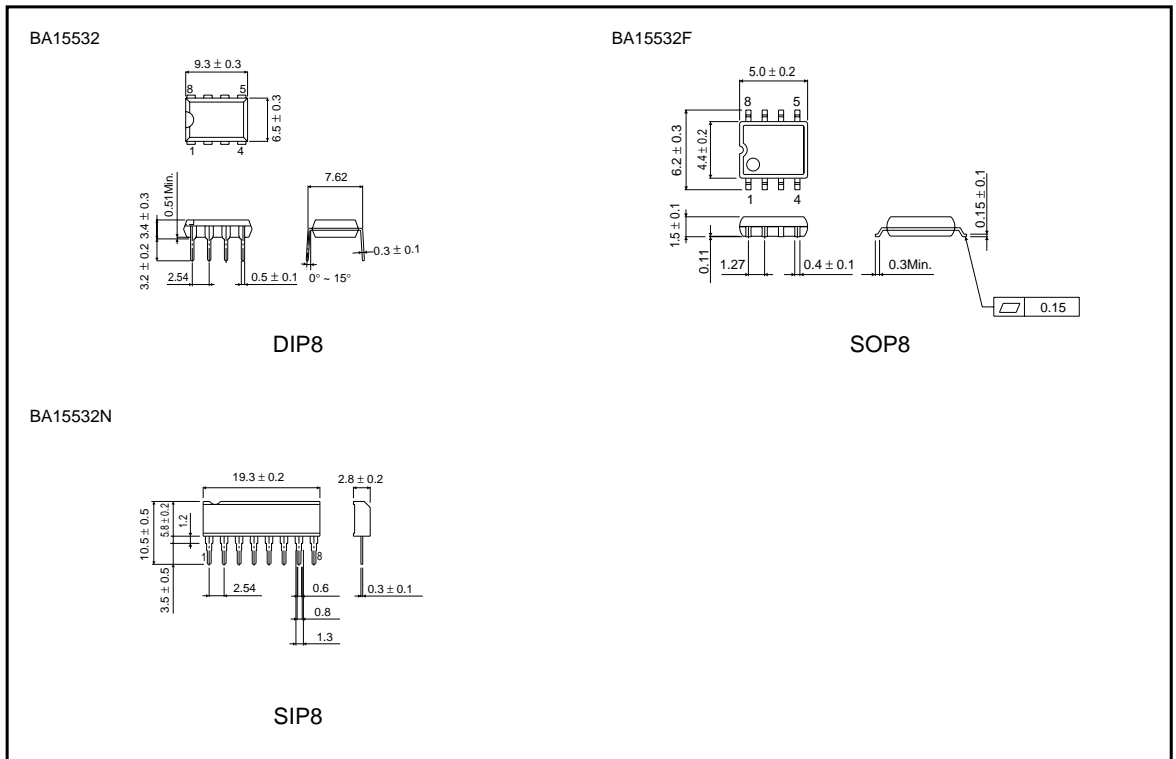 BA15532
9.3 ± 0.3
8 5
6.5 ± 0.3
1 4
0.51Min.
3.4 ± 0.3
3.2 ± 0.2
7.62
2.54
0.5 ± 0.1
0.3 ± 0.1
0° ~ 15°
DIP8
BA15532F
5.0 ± 0.2
8 5
6.2 ± 0.3
4.4 ± 0.2
1 4
1.5 ± 0.1
0.11
1.27
0.4 ± 0.1
0.3Min.
0.15 ± 0.1
0.15
SOP8
BA15532N
19.3 ± 0.2
2.8 ± 0.2
10.5 ± 0.5
5.8 ± 0.2
1.2
3.5 ± 0.5
1 8
2.54
0.6
0.8
1.3
0.3 ± 0.1
SIP8